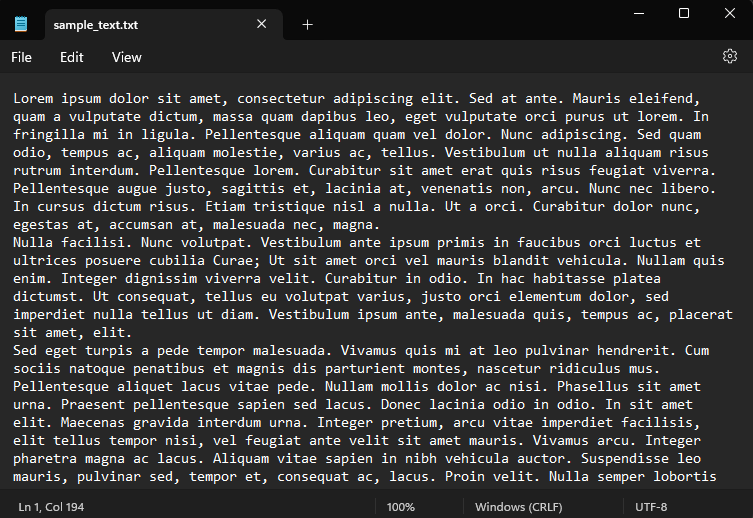 sample_text.txt
File Edit View
Lorem ipsum dolor sit amet, consectetur adipiscing elit. Sed at ante. Mauris eleifend,
quam a vulputate dictum, massa quam dapibus leo, eget vulputate orci purus ut lorem. In
fringilla mi in ligula. Pellentesque aliquam quam vel dolor. Nunc adipiscing. Sed quam
odio, tempus ac, aliquam molestie, varius ac, tellus. Vestibulum ut nulla aliquam risus
rutrum interdum. Pellentesque lorem. Curabitur sit amet erat quis risus feugiat viverra.
Pellentesque augue justo, sagittis et, lacinia at, venenatis non, arcu. Nunc nec libero.
In cursus dictum risus. Etiam tristique nisl a nulla. Ut a orci. Curabitur dolor nunc,
egestas at, accumsan at, malesuada nec, magna.
Nulla facilisi. Nunc volutpat. Vestibulum ante ipsum primis in faucibus orci luctus et
ultrices posuere cubilia Curae; Ut sit amet orci vel mauris blandit vehicula. Nullam quis
enim. Integer dignissim viverra velit. Curabitur in odio. In hac habitasse platea
dictumst. Ut consequat, tellus eu volutpat varius, justo orci elementum dolor, sed
imperdiet nulla tellus ut diam. Vestibulum ipsum ante, malesuada quis, tempus ac, placerat
sit amet, elit.
Sed eget turpis a pede tempor malesuada. Vivamus quis mi at leo pulvinar hendrerit. Cum
sociis natoque penatibus et magnis dis parturient montes, nascetur ridiculus mus.
Pellentesque aliquet lacus vitae pede. Nullam mollis dolor ac nisi. Phasellus sit amet
urna. Praesent pellentesque sapien sed lacus. Donec lacinia odio in odio. In sit amet
elit. Maecenas gravida interdum urna. Integer pretium, arcu vitae imperdiet facilisis,
elit tellus tempor nisi, vel feugiat ante velit sit amet mauris. Vivamus arcu. Integer
pharetra magna ac lacus. Aliquam vitae sapien in nibh vehicula auctor. Suspendisse leo
mauris, pulvinar sed, tempor et, consequat ac, lacus. Proin velit. Nulla semper lobortis
Ln 1, Col 194 100% Windows (CRLF) UTF-8